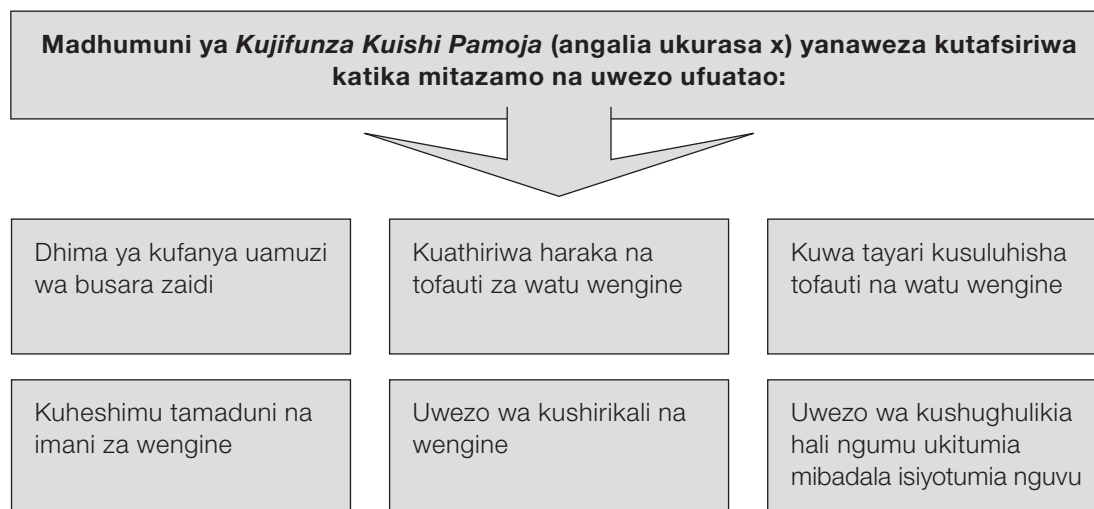 Madhumuni ya Kujifunza Kuishi Pamoja (angalia ukurasa x) yanaweza kutafsiriwa
katika mitazamo na uwezo ufuatao:
Dhima ya kufanya uamuzi
wa busara zaidi
Kuathiriwa haraka na
tofauti za watu wengine
Kuwa tayari kusuluhisha
tofauti na watu wengine
Kuheshimu tamaduni na
imani za wengine
Uwezo wa kushirikali na
wengine
Uwezo wa kushughulikia
hali ngumu ukitumia
mibadala isiyotumia nguvu